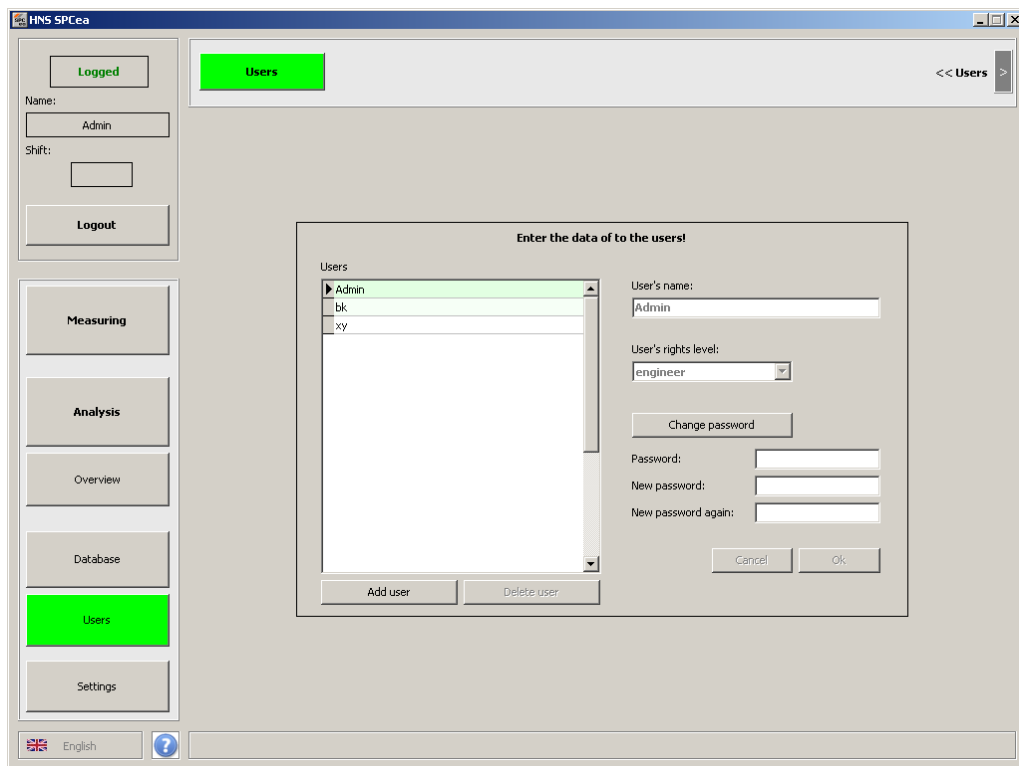 HNS SPCea
Logged
Name:
Admin
Shift:
Logout
Measuring
Analysis
Overview
Database
Users
Settings
English
?
Users
<< Users >
Enter the data of to the users!
Users
Admin
bk
xy
Add user
Delete user
User's name:
Admin
User's rights level:
engineer
Change password
Password:
New password:
New password again:
Cancel
Ok